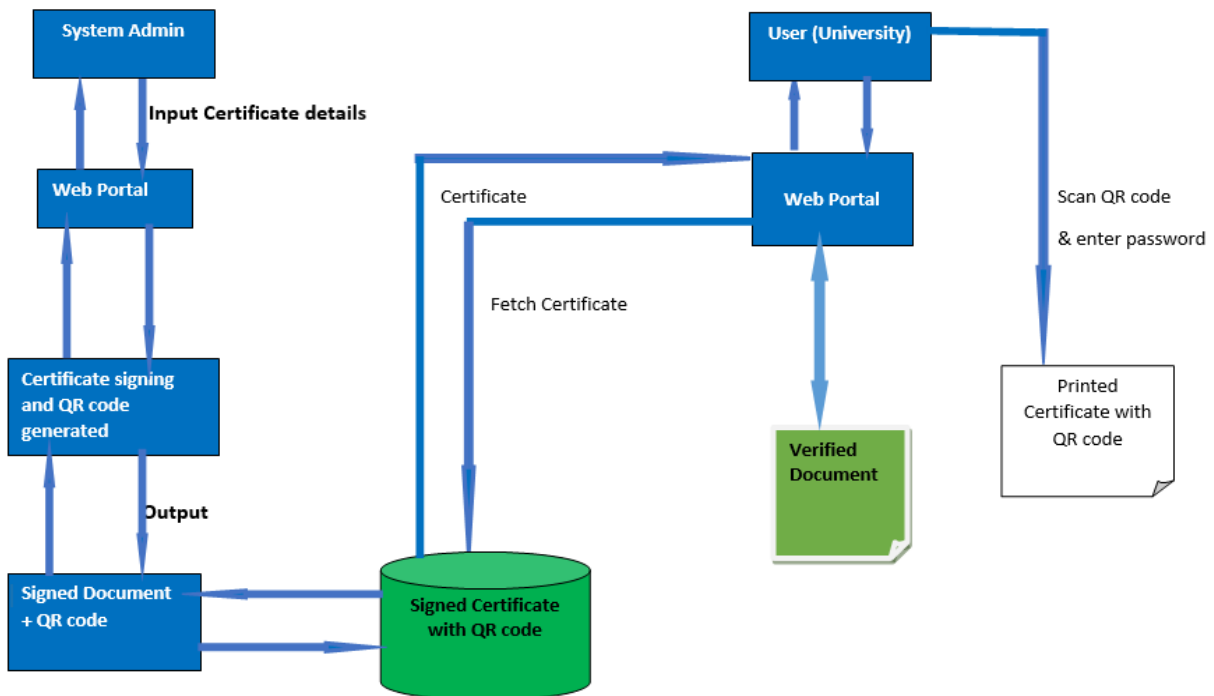 System Admin
Input Certificate details
Web Portal
Certificate signing
and QR code
generated
Output
Signed Document
+ QR code
Signed Certificate
with QR code
Certificate
Fetch Certificate
User (University)
Web Portal
Verified
Document
Scan QR code
& enter password
Printed
Certificate with
QR code